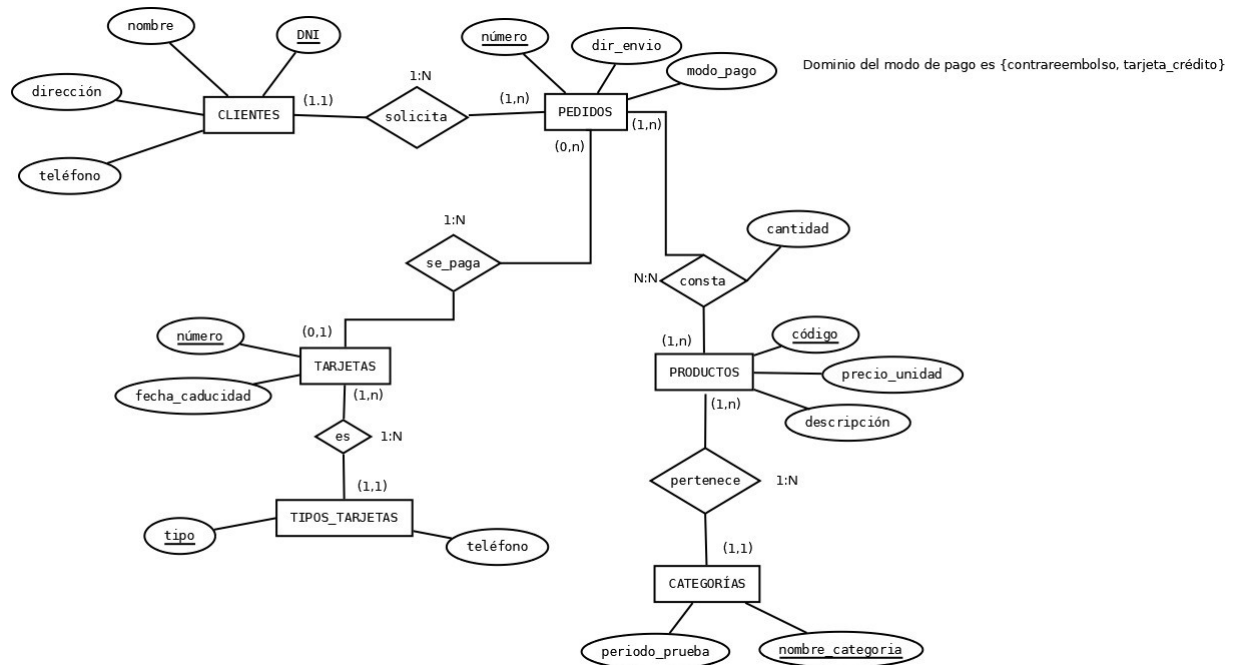 nombre
DNI
dirección
teléfono
CLIENTES
(1.1)
1:N
solicita
(1,n)
número
dir_envio
modo_pago
PEDIDOS
(1,n)
(0,n)
Dominio del modo de pago es {contrareembolso, tarjeta_crédito}
1:N
se_paga
cantidad
N:N
consta
(0,1)
número
fecha_caducidad
TARJETAS
(1,n)
(1,n)
código
precio_unidad
descripción
PRODUCTOS
(1,n)
es
1:N
(1,1)
tipo
TIPOS_TARJETAS
teléfono
pertenece
1:N
(1,1)
CATEGORÍAS
periodo_prueba
nombre_categoria